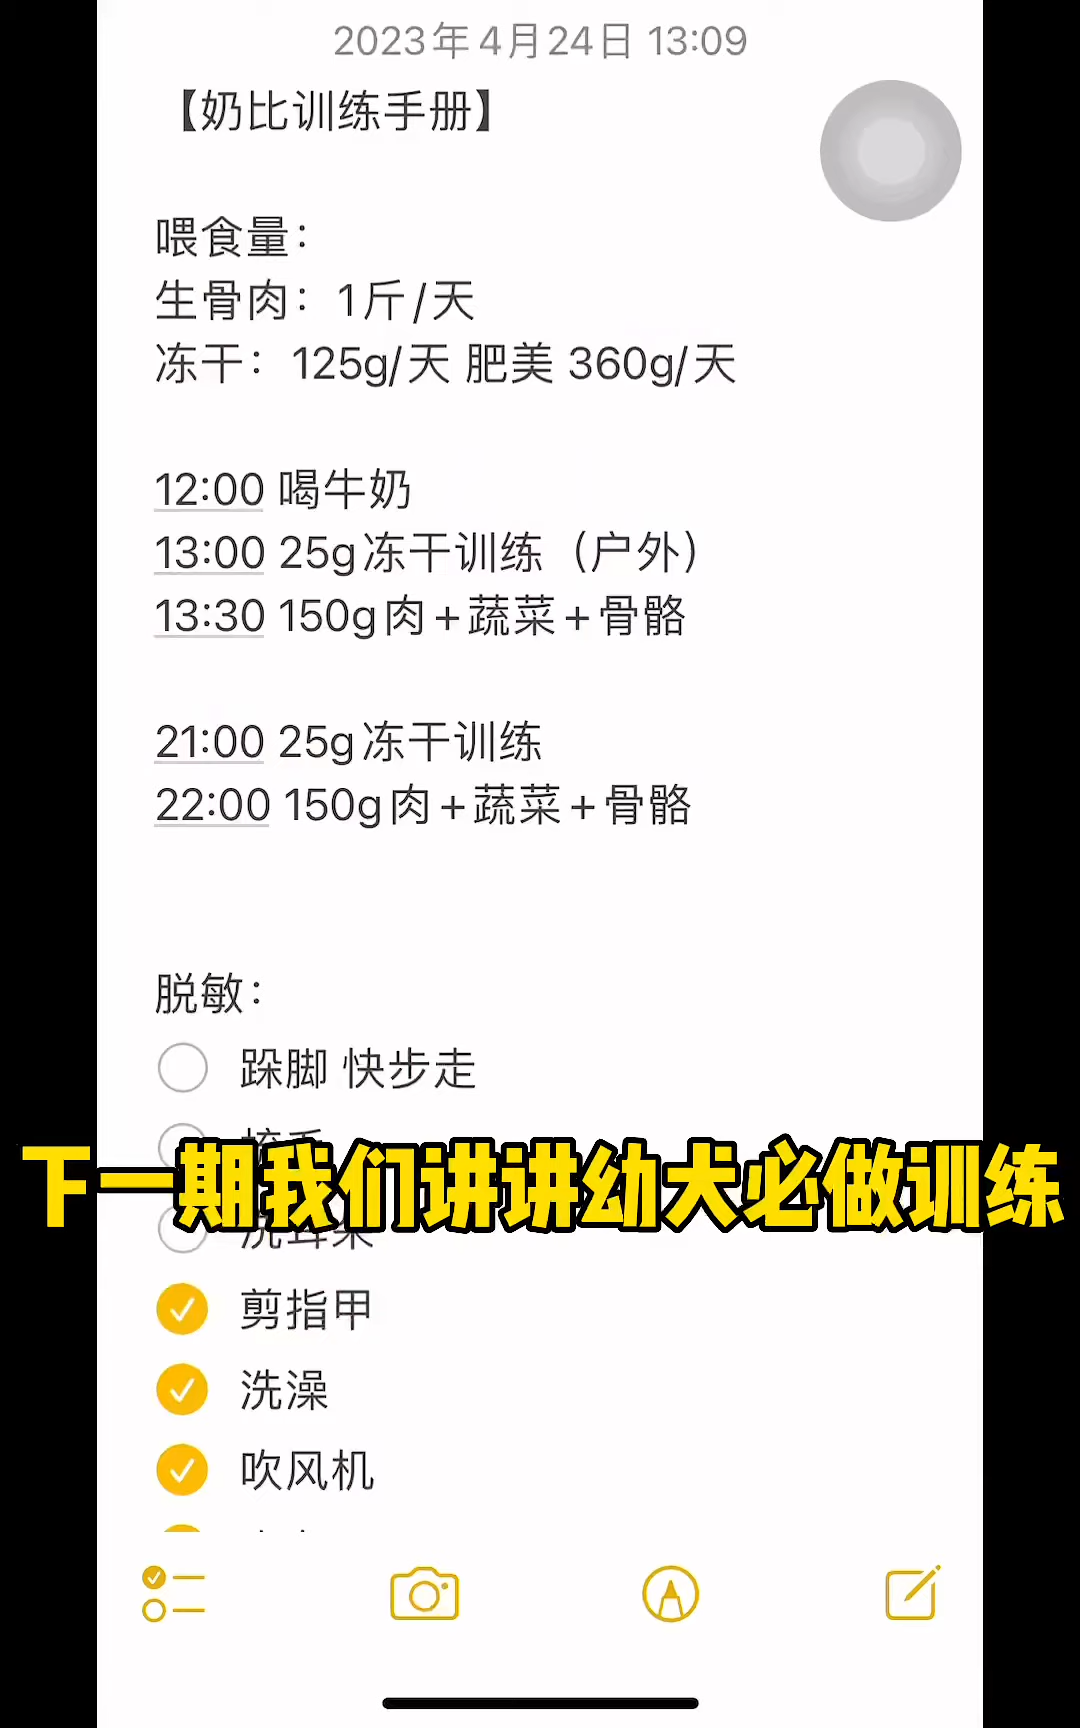 2023年4月24日 13:09
【奶比训练手册】
喂食量：
生骨肉：1斤/天
冻干：125g/天 肥美 360g/天
12:00 喝牛奶
13:00 25g冻干训练（户外）
13:30 150g肉+蔬菜+骨骼
21:00 25g冻干训练
22:00 150g肉+蔬菜+骨骼
脱敏：
跺脚 快步走
下一期我们讲讲幼犬必做训练
剪指甲
洗澡
吹风机